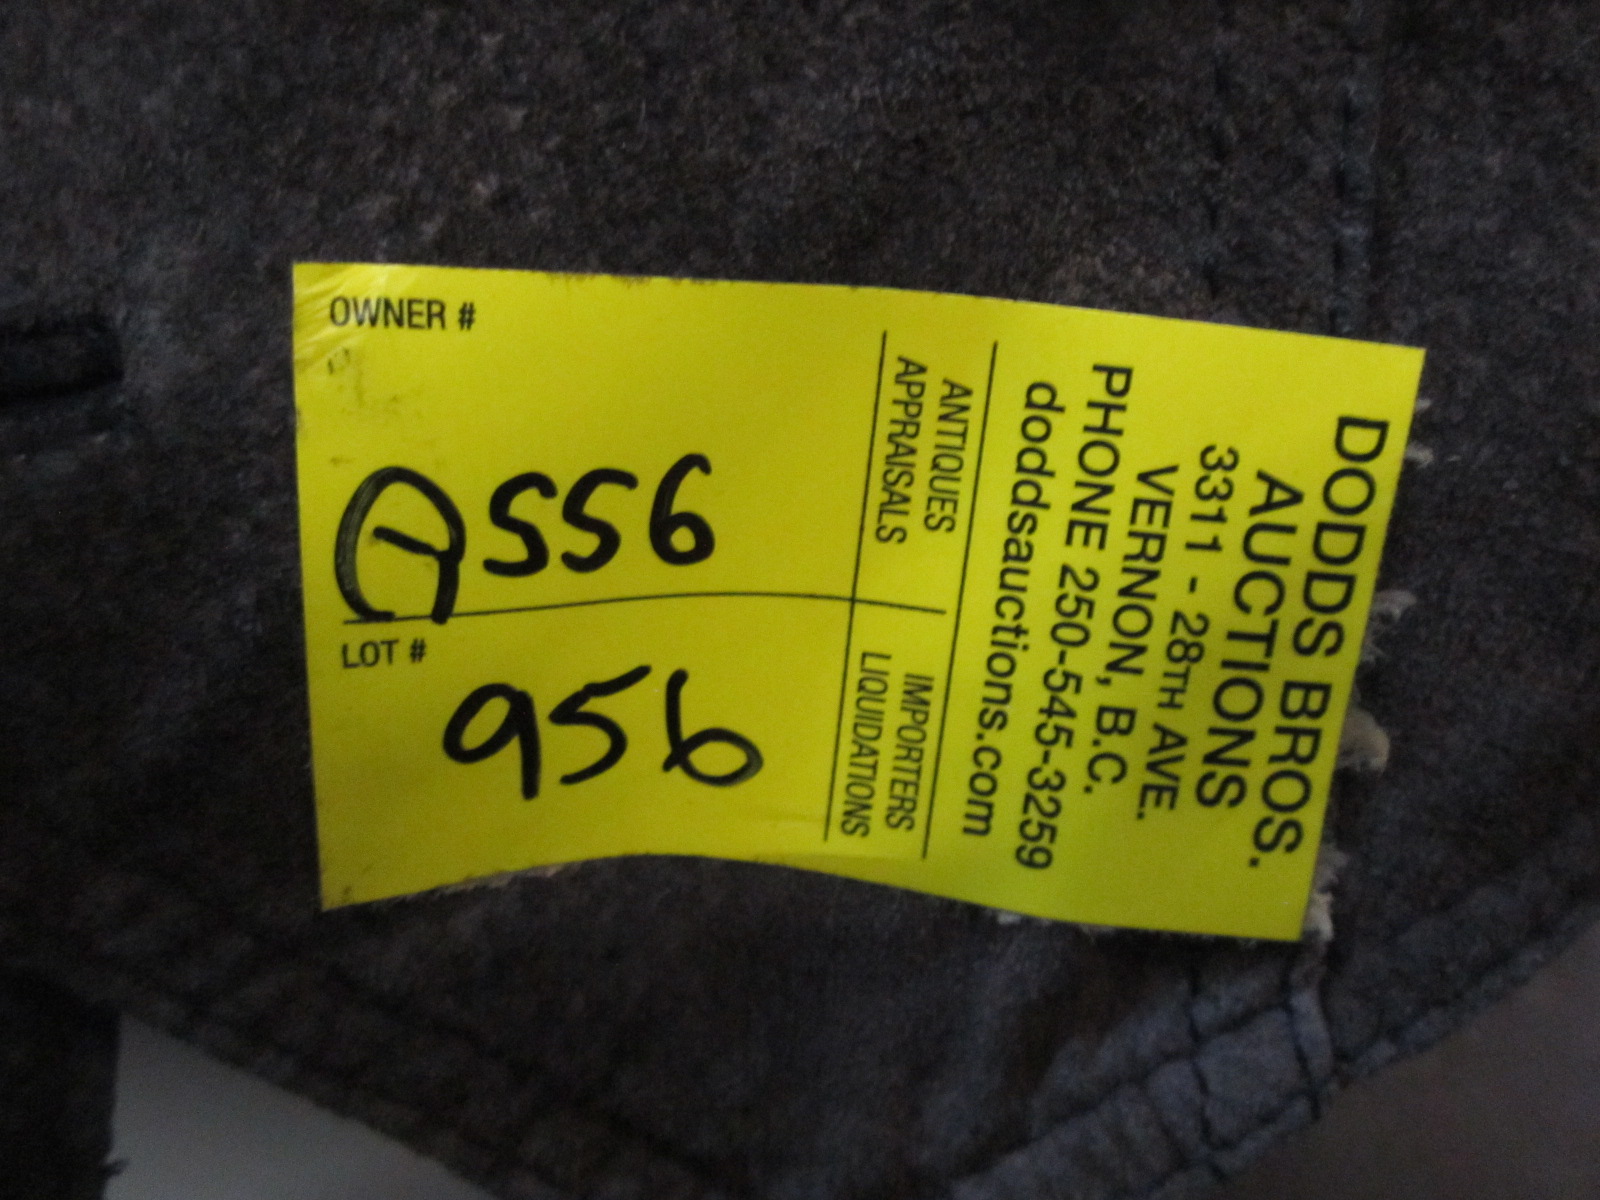 DODDS BROS.
AUCTIONS
3311 - 28TH AVE.
VERNON, B.C.
PHONE 250-545-3259
doddsauctions.com
ANTIQUES
APPRAISALS
IMPORTERS
LIQUIDATIONS
OWNER #
556
LOT #
956